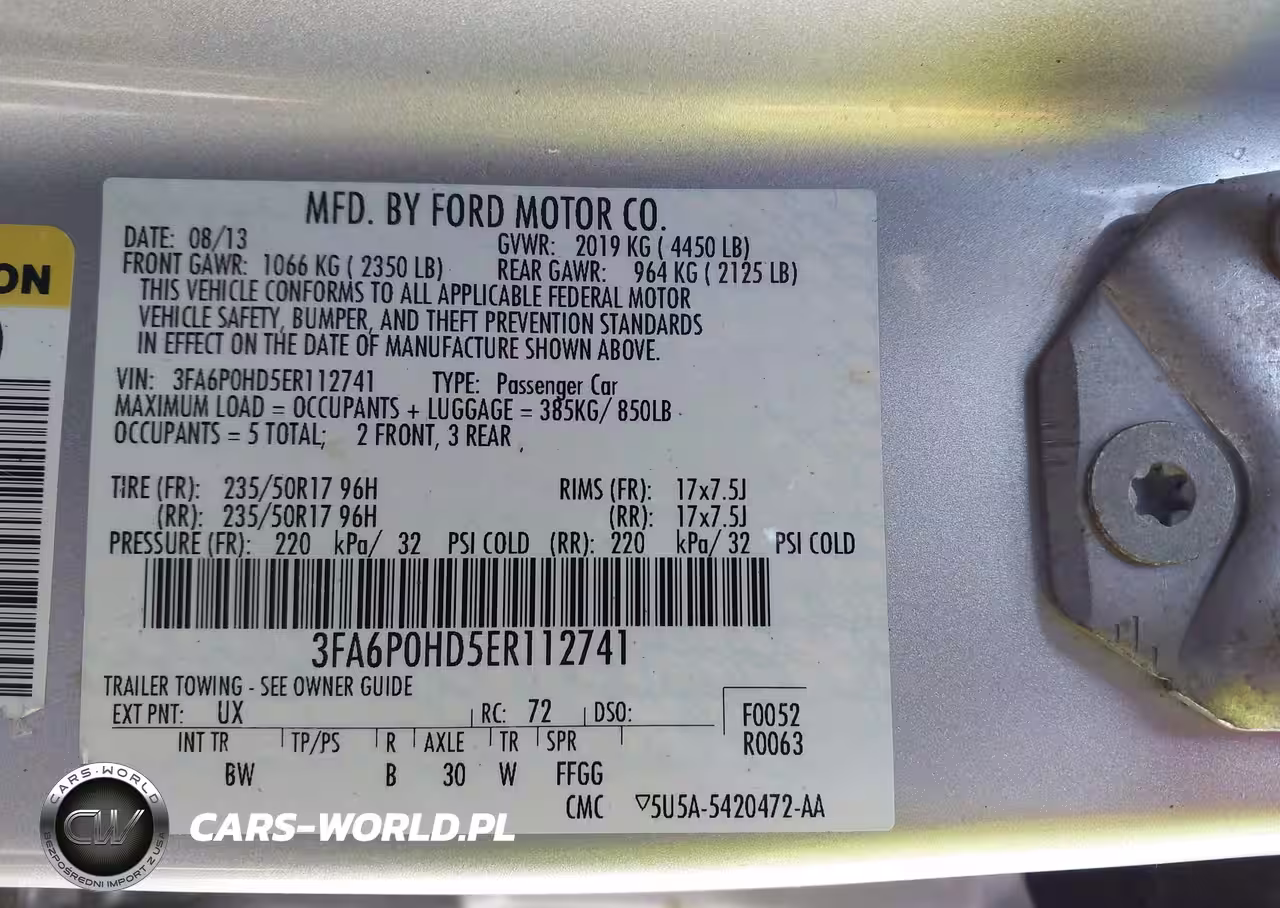 MFD. BY FORD MOTOR CO.
DATE: 08/13 GVWR: 2019 KG ( 4450 LB)
FRONT GAWR: 1066 KG ( 2350 LB) REAR GAWR: 964 KG ( 2125 LB)
THIS VEHICLE CONFORMS TO ALL APPLICABLE FEDERAL MOTOR
VEHICLE SAFETY, BUMPER, AND THEFT PREVENTION STANDARDS
IN EFFECT ON THE DATE OF MANUFACTURE SHOWN ABOVE.
VIN: 3FA6P0HD5ER112741 TYPE: Passenger Car
MAXIMUM LOAD = OCCUPANTS + LUGGAGE = 385KG/ 850LB
OCCUPANTS = 5 TOTAL; 2 FRONT, 3 REAR
TIRE (FR): 235/50R17 96H RIMS (FR): 17x7.5J
(RR): 235/50R17 96H (RR): 17x7.5J
PRESSURE (FR): 220 kPa/ 32 PSI COLD (RR): 220 kPa/ 32 PSI COLD
3FA6P0HD5ER112741
TRAILER TOWING - SEE OWNER GUIDE
EXT PNT: UX RC: 72 DSO: F0052
R0063
INT TR TP/PS R AXLE TR SPR
BW B 30 W FFGG
CMC ▽5U5A-5420472-AA
ON
CARS-WORLD
CW
BEZPOŚREDNI IMPORT Z USA
CARS-WORLD.PL